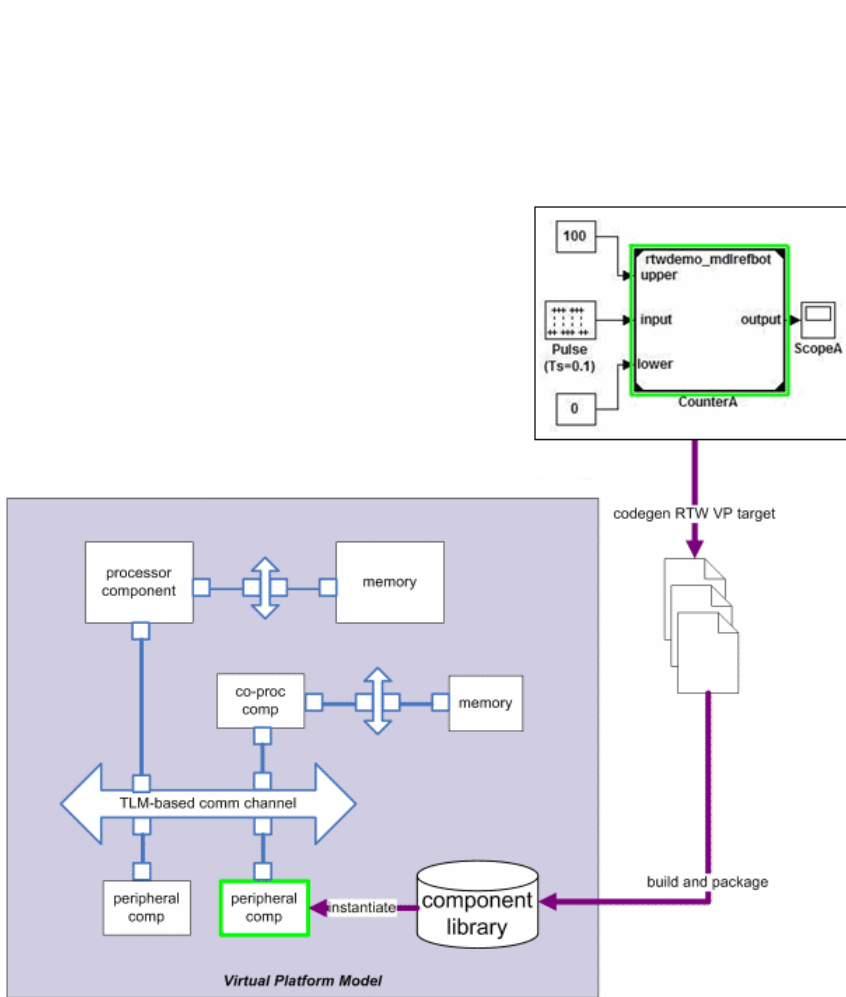 100
rtwdemo_mdlrefbot
upper
input
output
Pulse
(Ts=0.1)
ScopeA
lower
0
CounterA
codegen RTW VP target
processor
component
memory
co-proc
comp
memory
TLM-based comm channel
peripheral
comp
peripheral
comp
instantiate
component
library
build and package
Virtual Platform Model